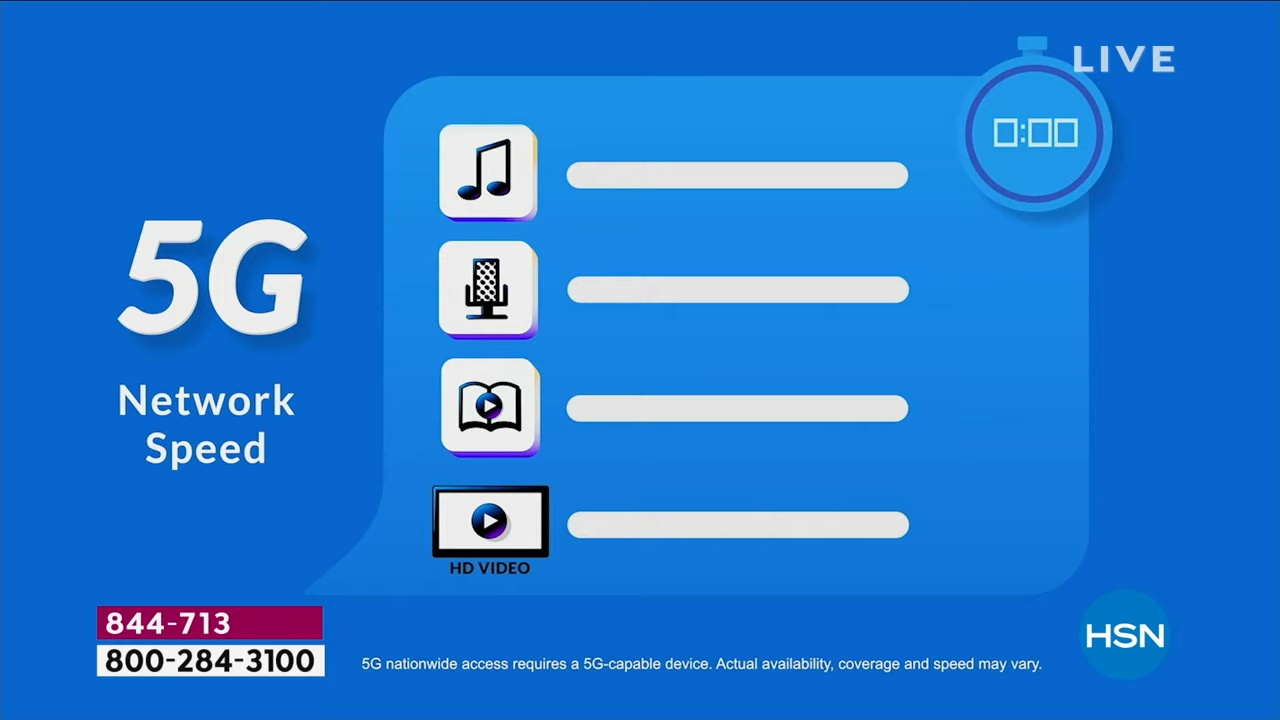 LIVE
0:00
5G
Network
Speed
HD VIDEO
844-713
800-284-3100
5G nationwide access requires a 5G-capable device. Actual availability, coverage and speed may vary.
HSN